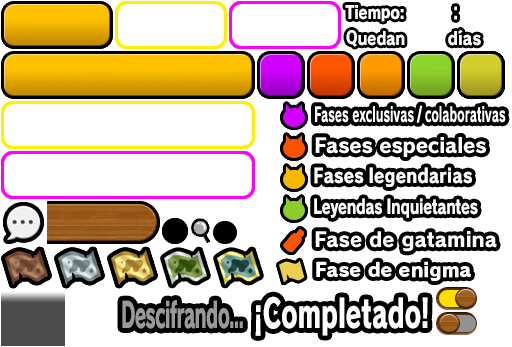 Tiempo: :
Quedan días
Fases exclusivas / colaborativas
Fases especiales
Fases legendarias
Leyendas Inquietantes
Fase de gatamina
Fase de enigma
Descifrando... ¡Completado!